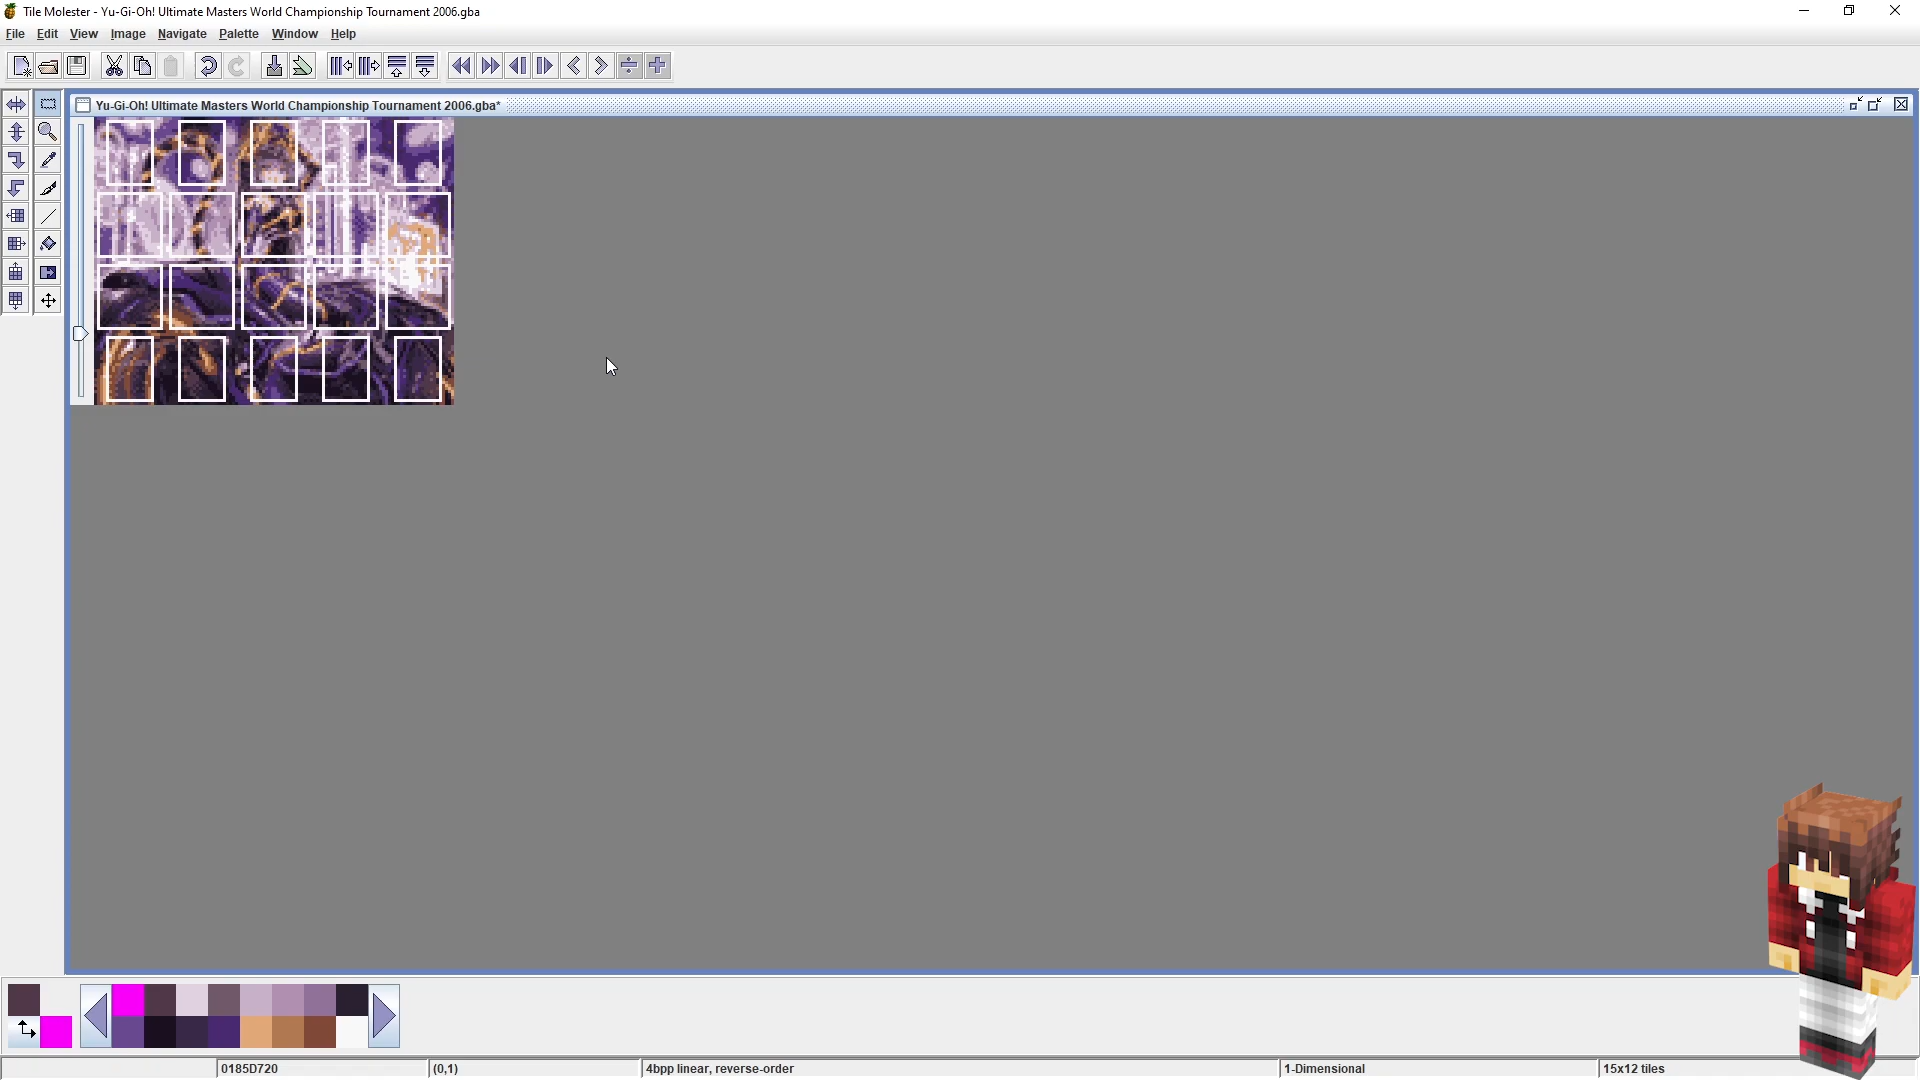 Tile Molester - Yu-Gi-Oh! Ultimate Masters World Championship Tournament 2006.gba
File Edit View Image Navigate Palette Window Help
Yu-Gi-Oh! Ultimate Masters World Championship Tournament 2006.gba*
0185D720 (0,1) 4bpp linear, reverse-order 1-Dimensional 15x12 tiles